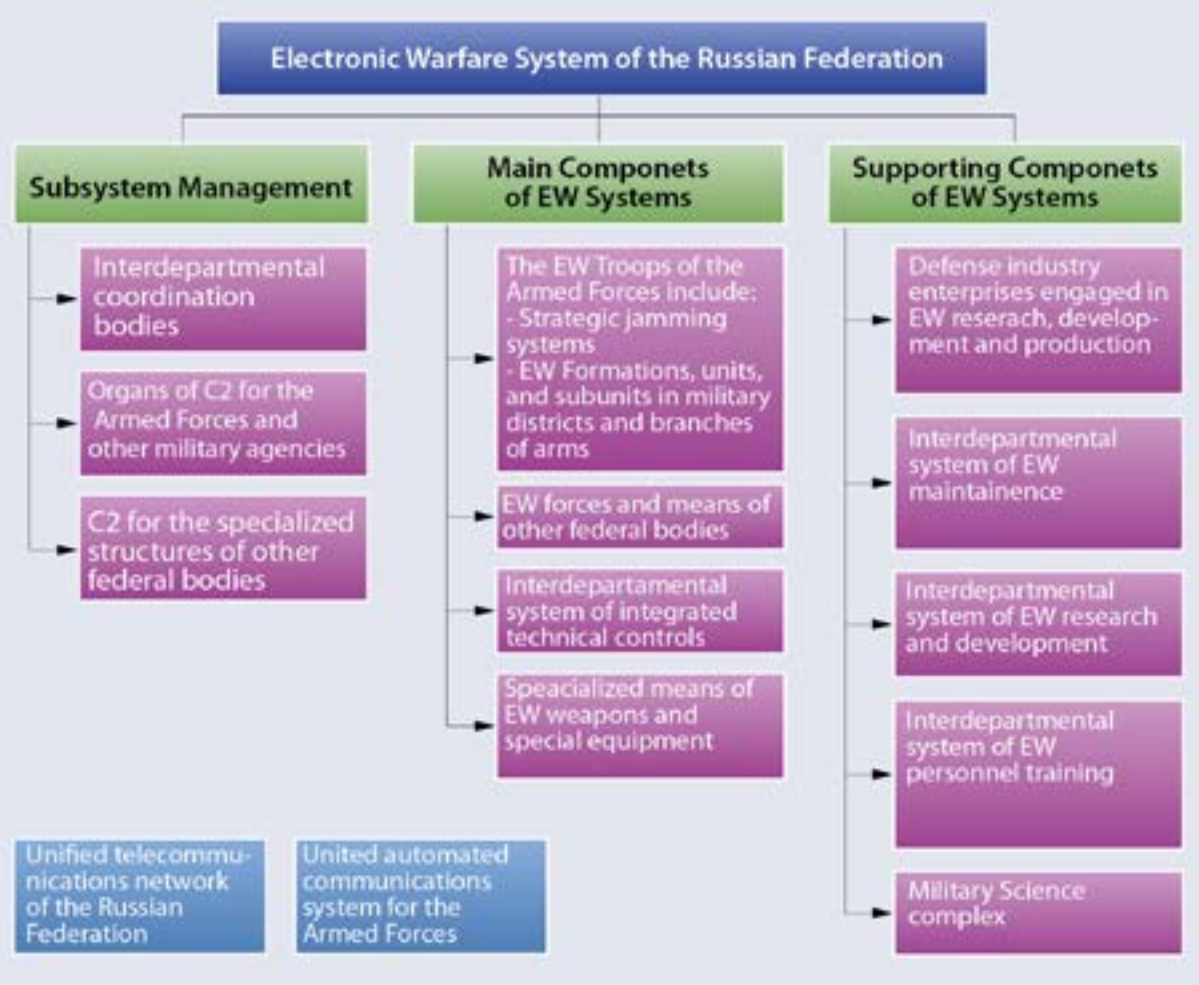 Electronic Warfare System of the Russian Federation
Subsystem Management
Interdepartmental
coordination
bodies
Organs of C2 for the
Armed Forces and
other military agencies
C2 for the specialized
structures of other
federal bodies
Main Componets
of EW Systems
The EW Troops of the
Armed Forces include:
- Strategic jamming
systems
- EW Formations, units,
and subunits in military
districts and branches
of arms
EW forces and means of
other federal bodies
Interdepartamental
system of integrated
technical controls
Speacialized means of
EW weapons and
special equipment
Supporting Componets
of EW Systems
Defense industry
enterprises engaged in
EW reserach, develop-
ment and production
Interdepartmental
system of EW
maintainence
Interdepartmental
system of EW research
and development
Interdepartmental
system of EW
personnel training
Military Science
complex
Unified telecommu-
nications network
of the Russian
Federation
United automated
communications
system for the
Armed Forces